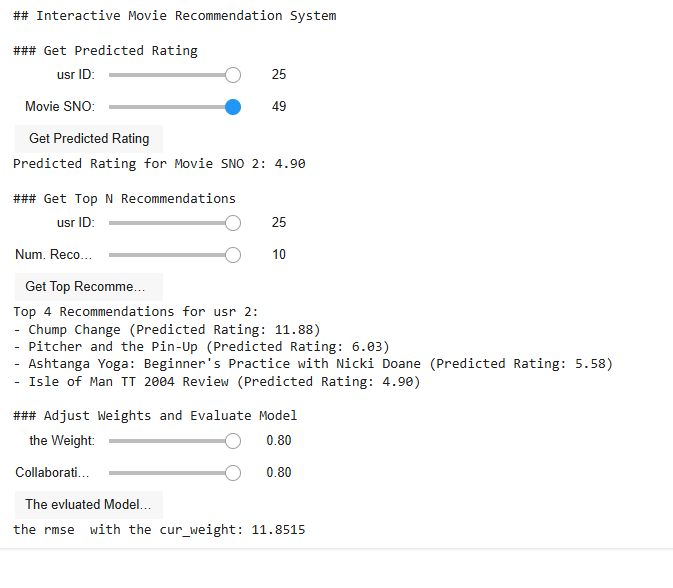 ## Interactive Movie Recommendation System
### Get Predicted Rating
usr ID: 25
Movie SNO: 49
Get Predicted Rating
Predicted Rating for Movie SNO 2: 4.90
### Get Top N Recommendations
usr ID: 25
Num. Reco... 10
Get Top Recomme...
Top 4 Recommendations for usr 2:
- Chump Change (Predicted Rating: 11.88)
- Pitcher and the Pin-Up (Predicted Rating: 6.03)
- Ashtanga Yoga: Beginner's Practice with Nicki Doane (Predicted Rating: 5.58)
- Isle of Man TT 2004 Review (Predicted Rating: 4.90)
### Adjust Weights and Evaluate Model
the Weight: 0.80
Collaborati... 0.80
The evluated Model...
the rmse  with the cur_weight: 11.8515